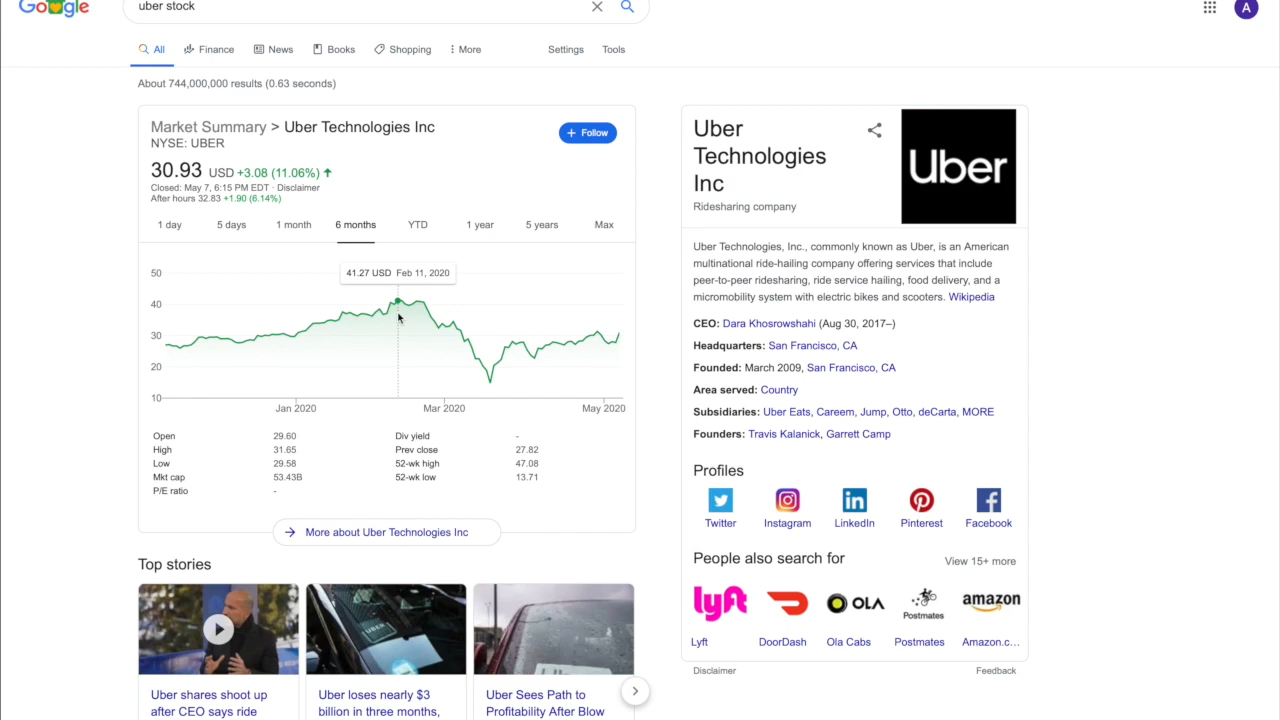 Google
uber stock
A
All
Finance
News
Books
Shopping
More
Settings
Tools
About 744,000,000 results (0.63 seconds)
Market Summary > Uber Technologies Inc
NYSE: UBER
+ Follow
30.93 USD +3.08 (11.06%) ↑
Closed: May 7, 6:15 PM EDT · Disclaimer
After hours 32.83 +1.90 (6.14%)
1 day 5 days 1 month 6 months YTD 1 year 5 years Max
41.27 USD Feb 11, 2020
50
40
30
20
10
Jan 2020 Mar 2020 May 2020
Open 29.60 Div yield -
High 31.65 Prev close 27.82
Low 29.58 52-wk high 47.08
Mkt cap 53.43B 52-wk low 13.71
P/E ratio -
More about Uber Technologies Inc
Top stories
UBER
Uber shares shoot up
after CEO says ride
Uber loses nearly $3
billion in three months,
Uber Sees Path to
Profitability After Blow
Uber
Technologies
Inc
Ridesharing company
Uber
Uber Technologies, Inc., commonly known as Uber, is an American
multinational ride-hailing company offering services that include
peer-to-peer ridesharing, ride service hailing, food delivery, and a
micromobility system with electric bikes and scooters. Wikipedia
CEO: Dara Khosrowshahi (Aug 30, 2017–)
Headquarters: San Francisco, CA
Founded: March 2009, San Francisco, CA
Area served: Country
Subsidiaries: Uber Eats, Careem, Jump, Otto, deCarta, MORE
Founders: Travis Kalanick, Garrett Camp
Profiles
Twitter Instagram LinkedIn Pinterest Facebook
People also search for
View 15+ more
lyft OLA Postmates amazon
Lyft DoorDash Ola Cabs Postmates Amazon.c...
Disclaimer
Feedback